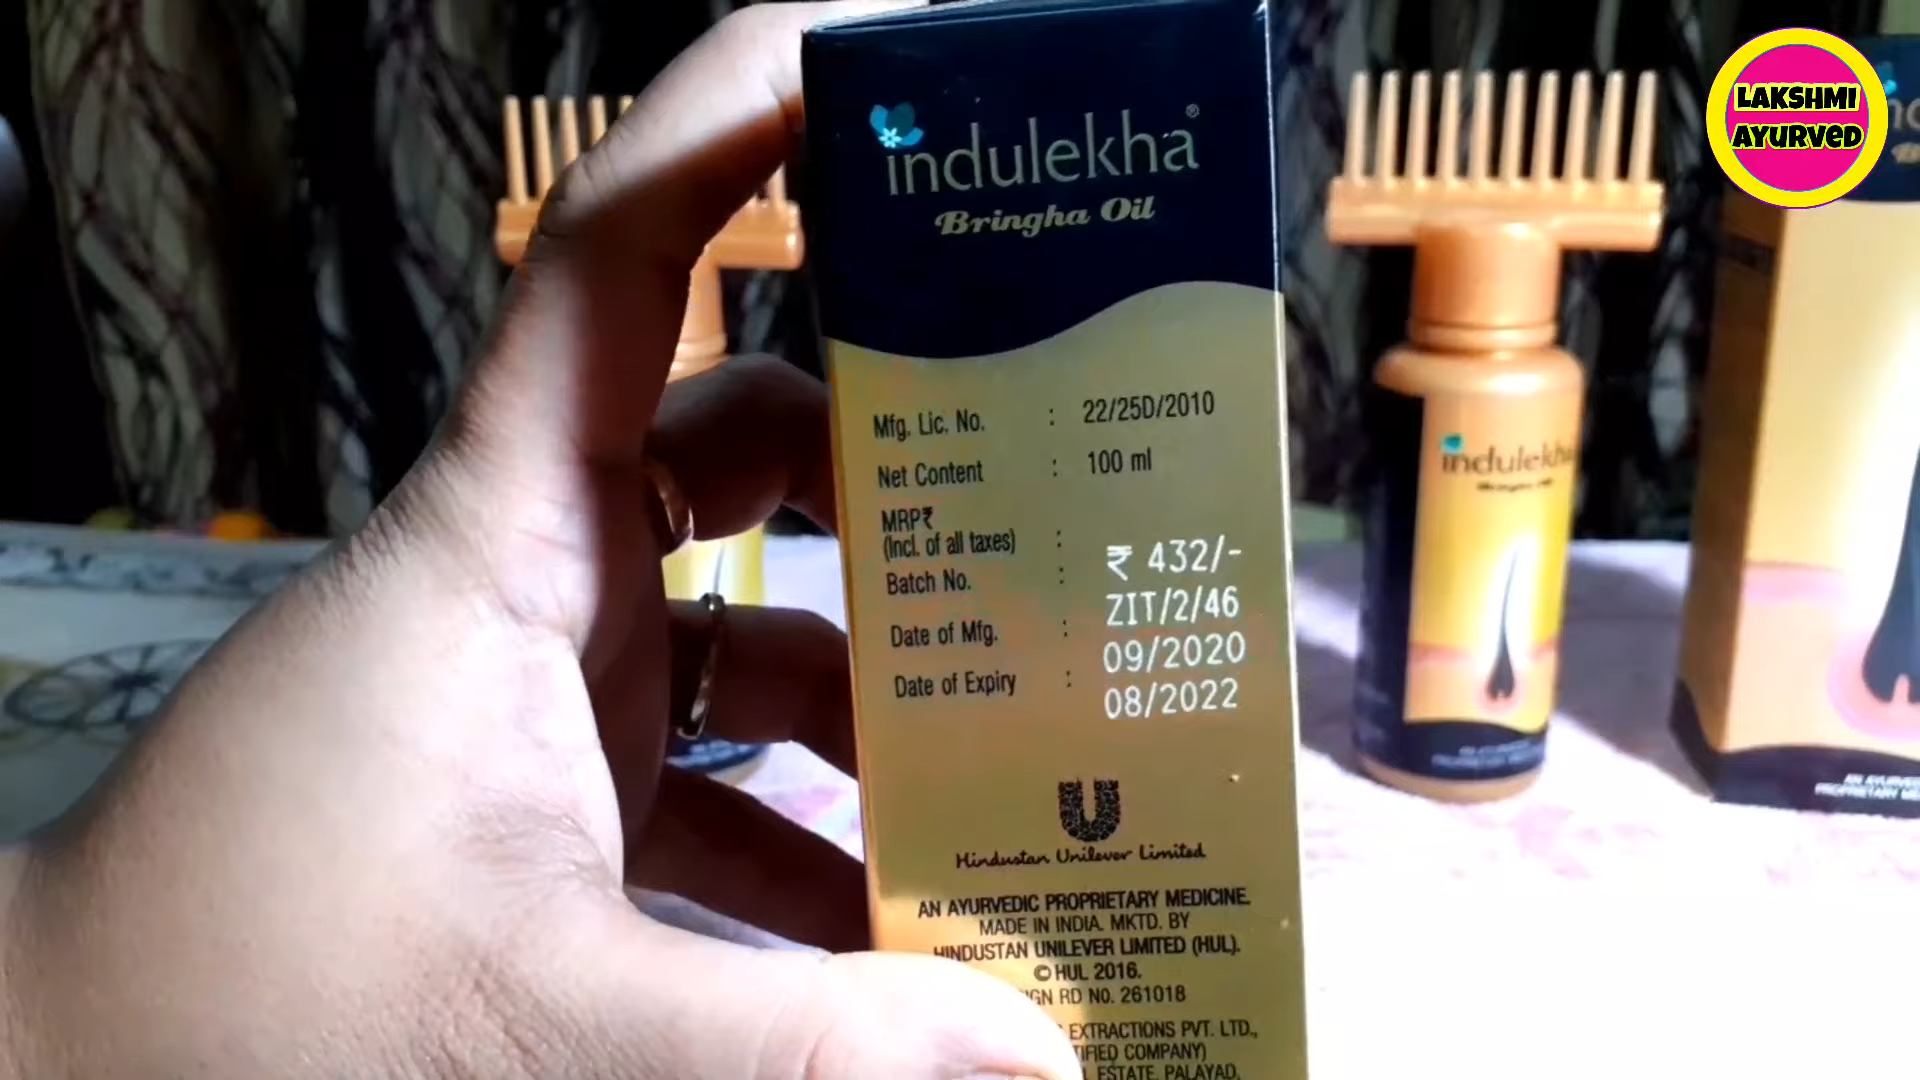 indulekha®
Bringha Oil
Mfg. Lic. No. : 22/25D/2010
Net Content : 100 ml
MRP₹
(Incl. of all taxes) : ₹ 432/-
Batch No. : ZIT/2/46
Date of Mfg. : 09/2020
Date of Expiry : 08/2022
Hindustan Unilever Limited
AN AYURVEDIC PROPRIETARY MEDICINE.
MADE IN INDIA. MKTD. BY
HINDUSTAN UNILEVER LIMITED (HUL).
© HUL 2016.
RD NO. 261018
EXTRACTIONS PVT. LTD.,
COMPANY)
ESTATE, PALAYAD,
LAKSHMI
AYURVED
indulekha
AN AYURVEDIC
PROPRIETARY